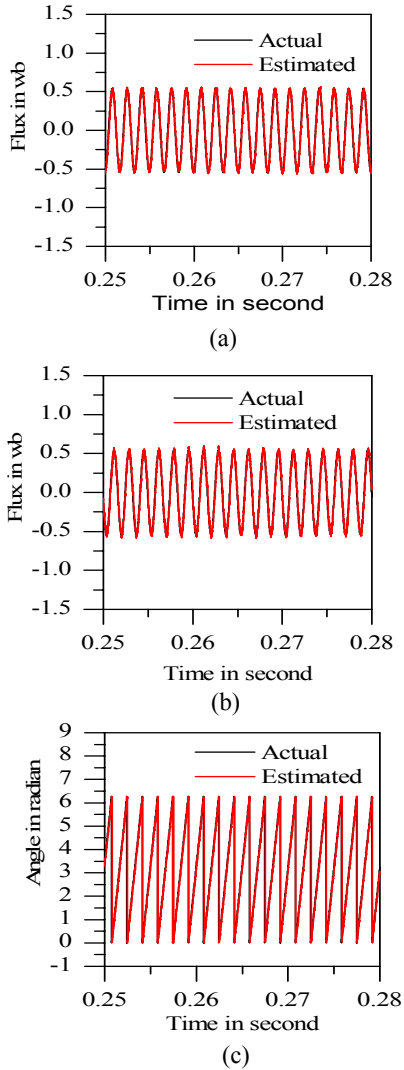 1.5
1.0
0.5
0.0
-0.5
-1.0
-1.5
Flux in wb
Actual
Estimated
0.25 0.26 0.27 0.28
Time in second
(a)
1.5
1.0
0.5
0.0
-0.5
-1.0
-1.5
Flux in wb
Actual
Estimated
0.25 0.26 0.27 0.28
Time in second
(b)
9
8
7
6
5
4
3
2
1
0
-1
Angle in radian
Actual
Estimated
0.25 0.26 0.27 0.28
Time in second
(c)